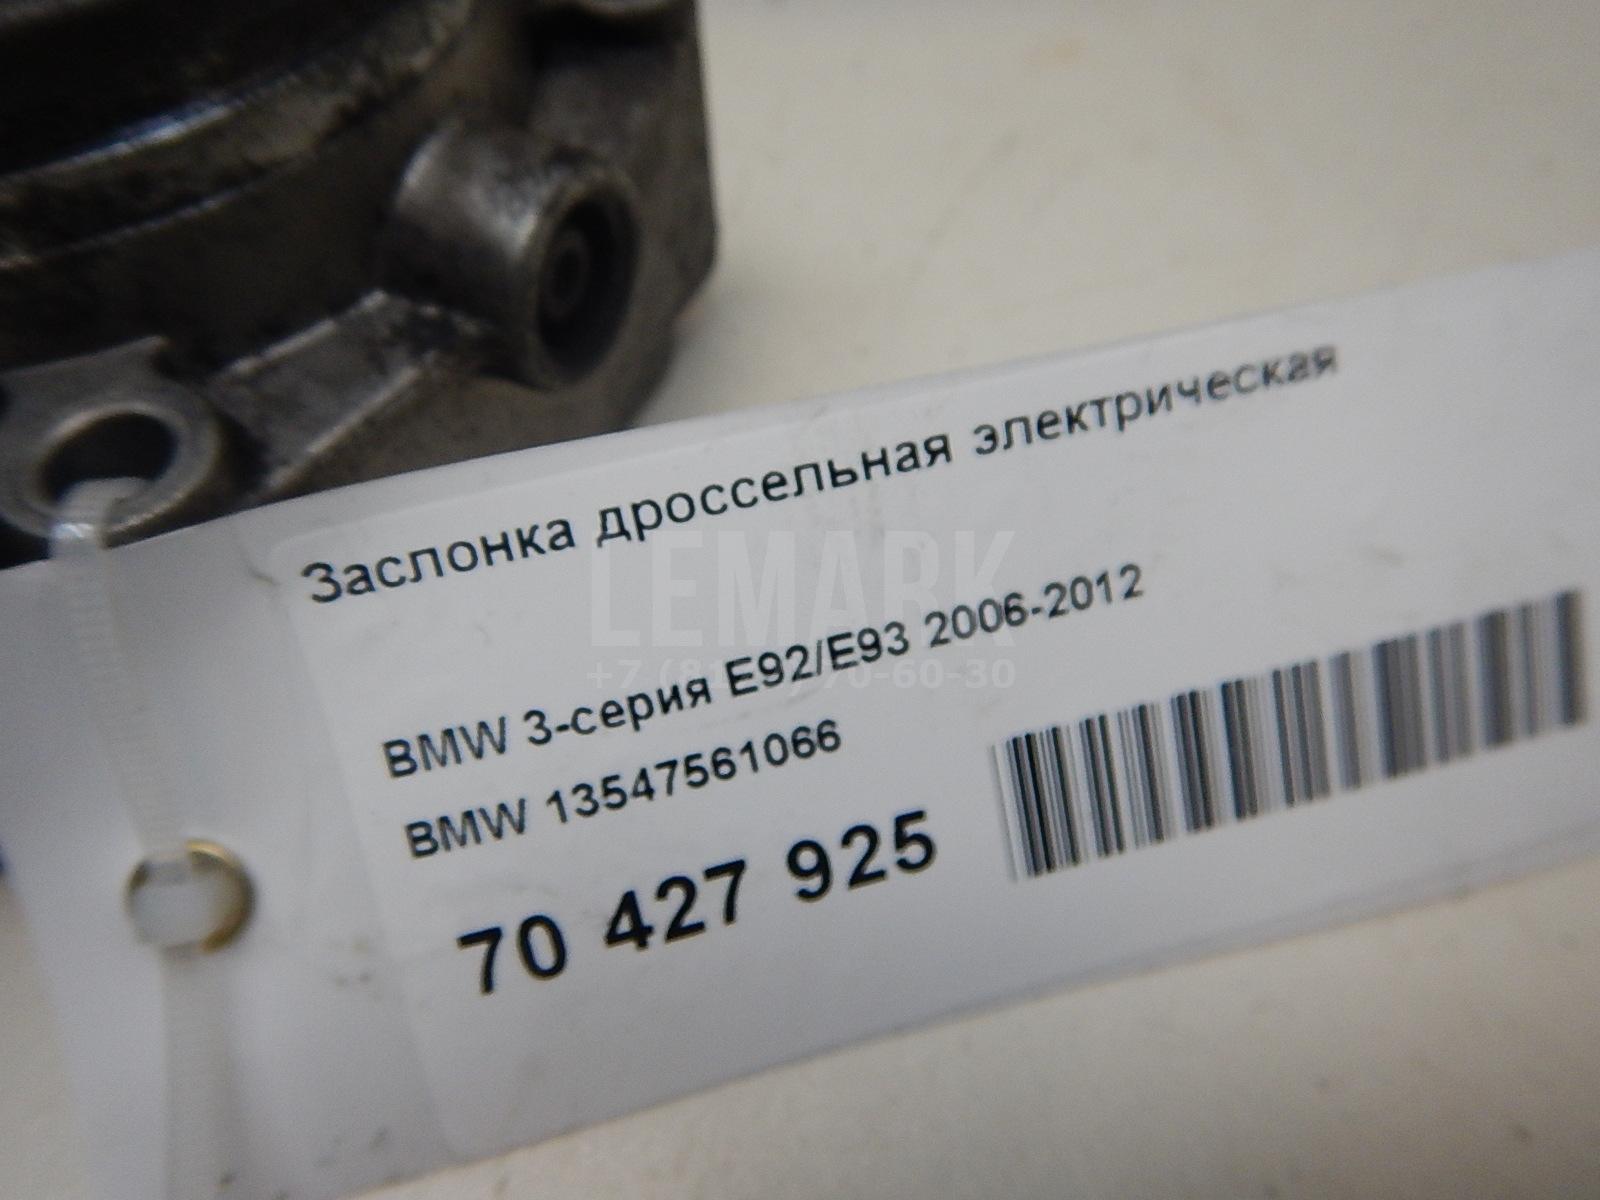 Заслонка дроссельная электрическая
LEMARK
BMW 3-серия E92/E93 2006-2012
BMW 13547561066
70 427 925